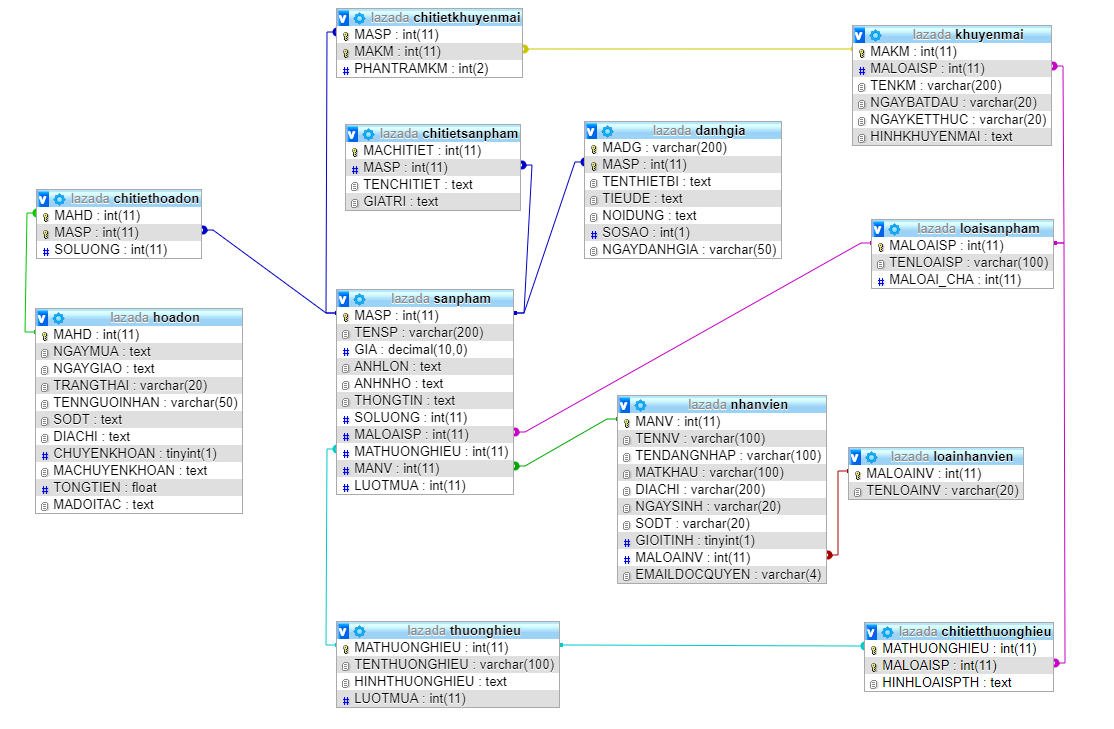 lazada chitietkhuyenmai
MASP : int(11)
MAKM : int(11)
PHANTRAMKM : int(2)
lazada khuyenmai
MAKM : int(11)
MALOAISP : int(11)
TENKM : varchar(200)
NGAYBATDAU : varchar(20)
NGAYKETTHUC : varchar(20)
HINHKHUYENMAI : text
lazada chitietsanpham
MACHITIET : int(11)
MASP : int(11)
TENCHITIET : text
GIATRI : text
lazada danhgia
MADG : varchar(200)
MASP : int(11)
TENTHIETBI : text
TIEUDE : text
NOIDUNG : text
SOSAO : int(1)
NGAYDANHGIA : varchar(50)
lazada chitiethoadon
MAHD : int(11)
MASP : int(11)
SOLUONG : int(11)
lazada loaisanpham
MALOAISP : int(11)
TENLOAISP : varchar(100)
MALOAI_CHA : int(11)
lazada hoadon
MAHD : int(11)
NGAYMUA : text
NGAYGIAO : text
TRANGTHAI : varchar(20)
TENNGUOINHAN : varchar(50)
SODT : text
DIACHI : text
CHUYENKHOAN : tinyint(1)
MACHUYENKHOAN : text
TONGTIEN : float
MADOITAC : text
lazada sanpham
MASP : int(11)
TENSP : varchar(200)
GIA : decimal(10,0)
ANHLON : text
ANHNHO : text
THONGTIN : text
SOLUONG : int(11)
MALOAISP : int(11)
MATHUONGHIEU : int(11)
MANV : int(11)
LUOTMUA : int(11)
lazada nhanvien
MANV : int(11)
TENNV : varchar(100)
TENDANGNHAP : varchar(100)
MATKHAU : varchar(100)
DIACHI : varchar(200)
NGAYSINH : varchar(20)
SODT : varchar(20)
GIOITINH : tinyint(1)
MALOAINV : int(11)
EMAILDOCQUYEN : varchar(4)
lazada loainhanvien
MALOAINV : int(11)
TENLOAINV : varchar(20)
lazada thuonghieu
MATHUONGHIEU : int(11)
TENTHUONGHIEU : varchar(100)
HINHTHUONGHIEU : text
LUOTMUA : int(11)
lazada chitietthuonghieu
MATHUONGHIEU : int(11)
MALOAISP : int(11)
HINHLOAISPTH : text